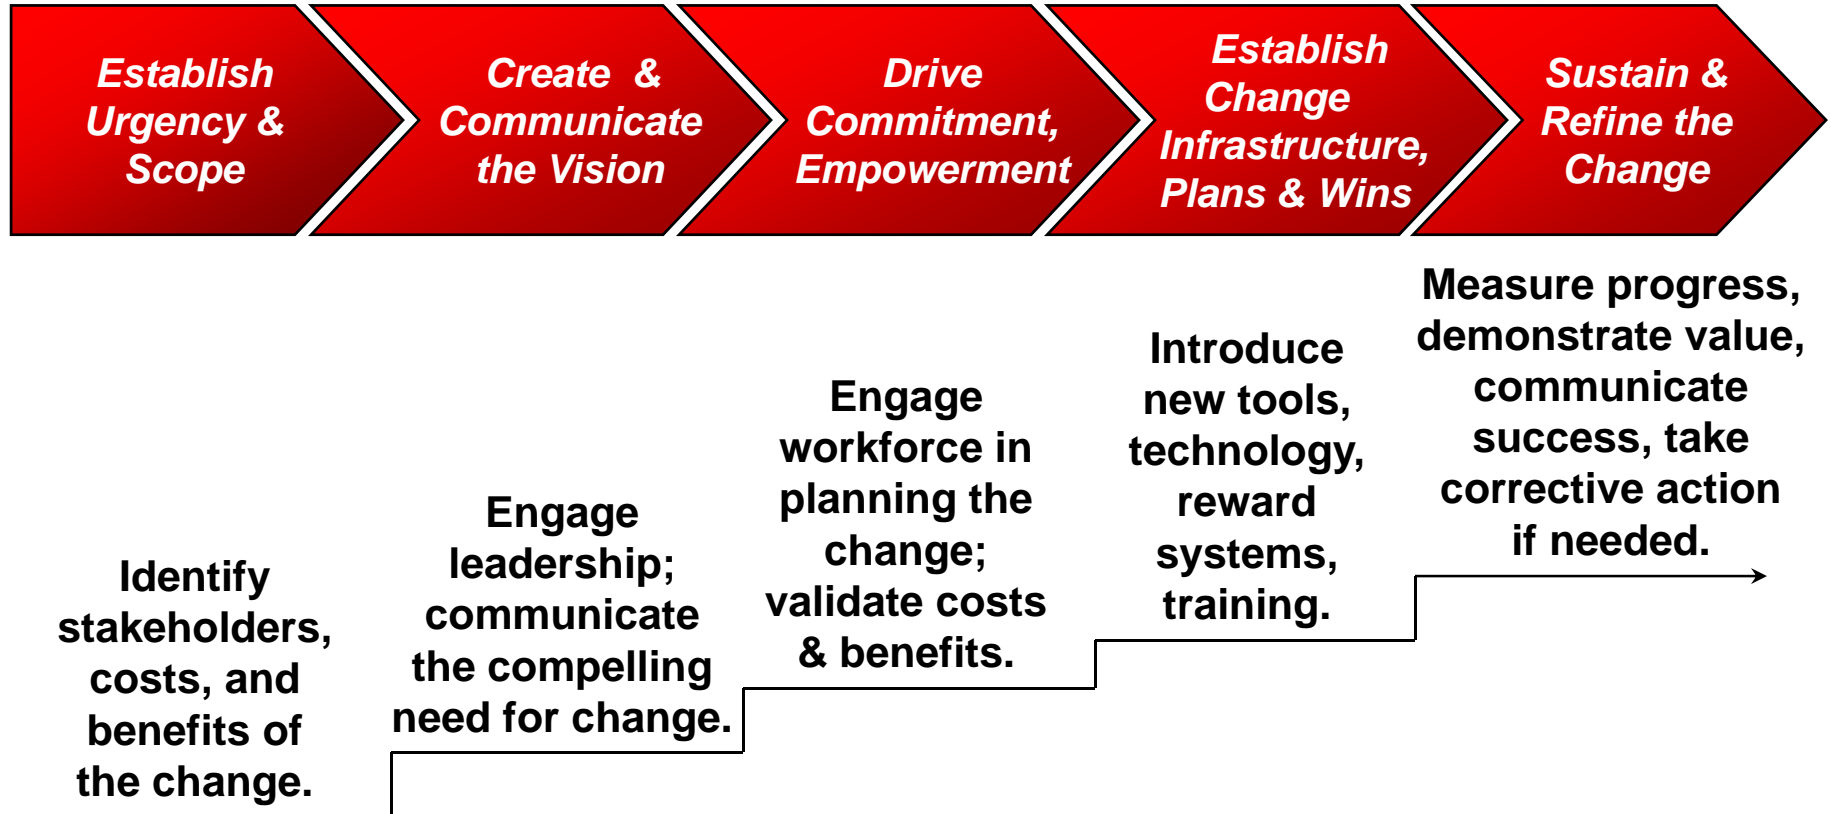 Establish
Urgency &
Scope
Create &
Communicate
the Vision
Drive
Commitment,
Empowerment
Establish
Change
Infrastructure,
Plans & Wins
Sustain &
Refine the
Change
Identify
stakeholders,
costs, and
benefits of
the change.
Engage
leadership;
communicate
the compelling
need for change.
Engage
workforce in
planning the
change;
validate costs
& benefits.
Introduce
new tools,
technology,
reward
systems,
training.
Measure progress,
demonstrate value,
communicate
success, take
corrective action
if needed.